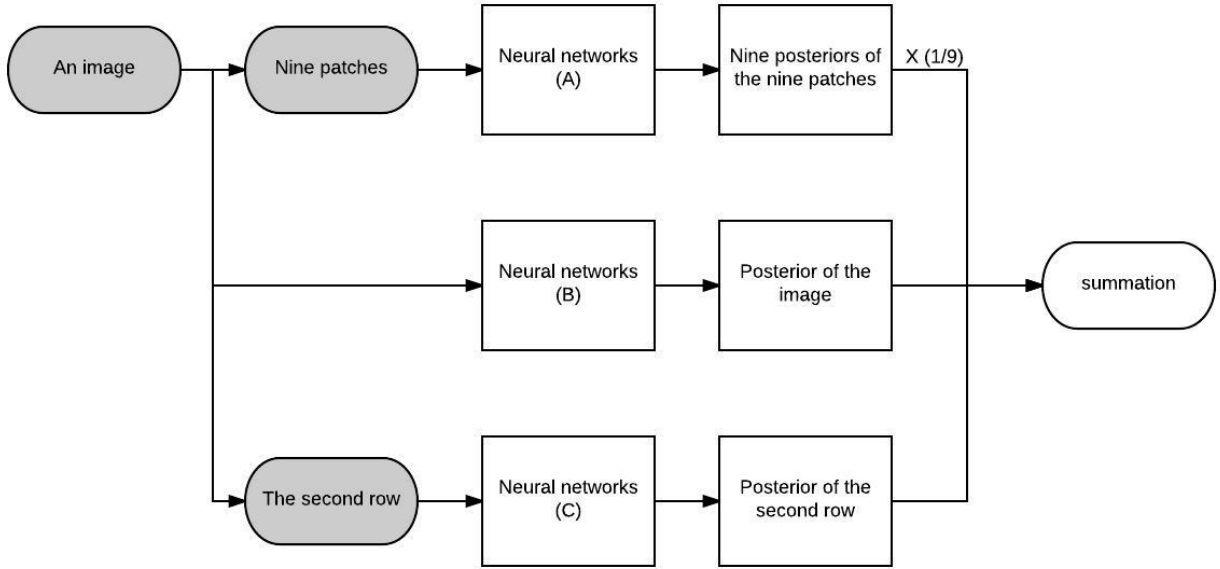 An image
Nine patches
Neural networks
(A)
Nine posteriors of
the nine patches
X (1/9)
Neural networks
(B)
Posterior of the
image
summation
The second row
Neural networks
(C)
Posterior of the
second row